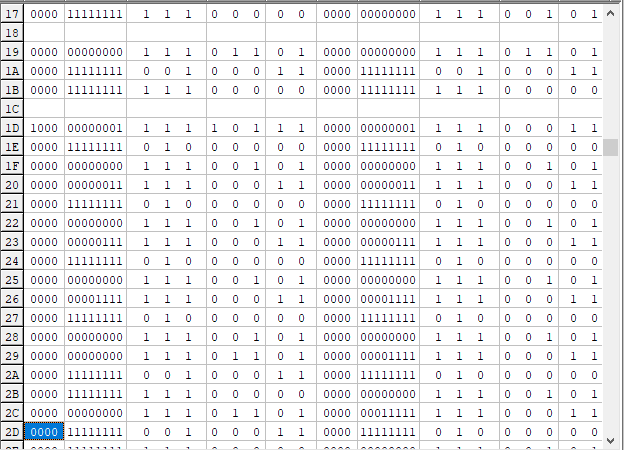 17 0000 11111111 1 1 1 0 0 0 0 0 0000 00000000 1 1 1 0 0 1 0 1
18
19 0000 00000000 1 1 1 0 1 1 0 1 0000 00000000 1 1 1 0 1 1 0 1
1A 0000 11111111 0 0 1 0 0 0 1 1 0000 11111111 0 0 1 0 0 0 1 1
1B 0000 11111111 1 1 1 0 0 0 0 0 0000 11111111 1 1 1 0 0 0 0 0
1C
1D 1000 00000001 1 1 1 1 0 1 1 1 0000 00000001 1 1 1 0 0 0 1 1
1E 0000 11111111 0 1 0 0 0 0 0 0 0000 11111111 0 1 0 0 0 0 0 0
1F 0000 00000000 1 1 1 0 0 1 0 1 0000 00000000 1 1 1 0 0 1 0 1
20 0000 00000011 1 1 1 0 0 0 1 1 0000 00000011 1 1 1 0 0 0 1 1
21 0000 11111111 0 1 0 0 0 0 0 0 0000 11111111 0 1 0 0 0 0 0 0
22 0000 00000000 1 1 1 0 0 1 0 1 0000 00000000 1 1 1 0 0 1 0 1
23 0000 00000111 1 1 1 0 0 0 1 1 0000 00000111 1 1 1 0 0 0 1 1
24 0000 11111111 0 1 0 0 0 0 0 0 0000 11111111 0 1 0 0 0 0 0 0
25 0000 00000000 1 1 1 0 0 1 0 1 0000 00000000 1 1 1 0 0 1 0 1
26 0000 00001111 1 1 1 0 0 0 1 1 0000 00001111 1 1 1 0 0 0 1 1
27 0000 11111111 0 1 0 0 0 0 0 0 0000 11111111 0 1 0 0 0 0 0 0
28 0000 00000000 1 1 1 0 0 1 0 1 0000 00000000 1 1 1 0 0 1 0 1
29 0000 00000000 1 1 1 0 1 1 0 1 0000 00001111 1 1 1 0 0 0 1 1
2A 0000 11111111 0 0 1 0 0 0 1 1 0000 11111111 0 1 0 0 0 0 0 0
2B 0000 11111111 1 1 1 0 0 0 0 0 0000 00000000 1 1 1 0 0 1 0 1
2C 0000 00000000 1 1 1 0 1 1 0 1 0000 00011111 1 1 1 0 0 0 1 1
2D 0000 11111111 0 0 1 0 0 0 1 1 0000 11111111 0 1 0 0 0 0 0 0